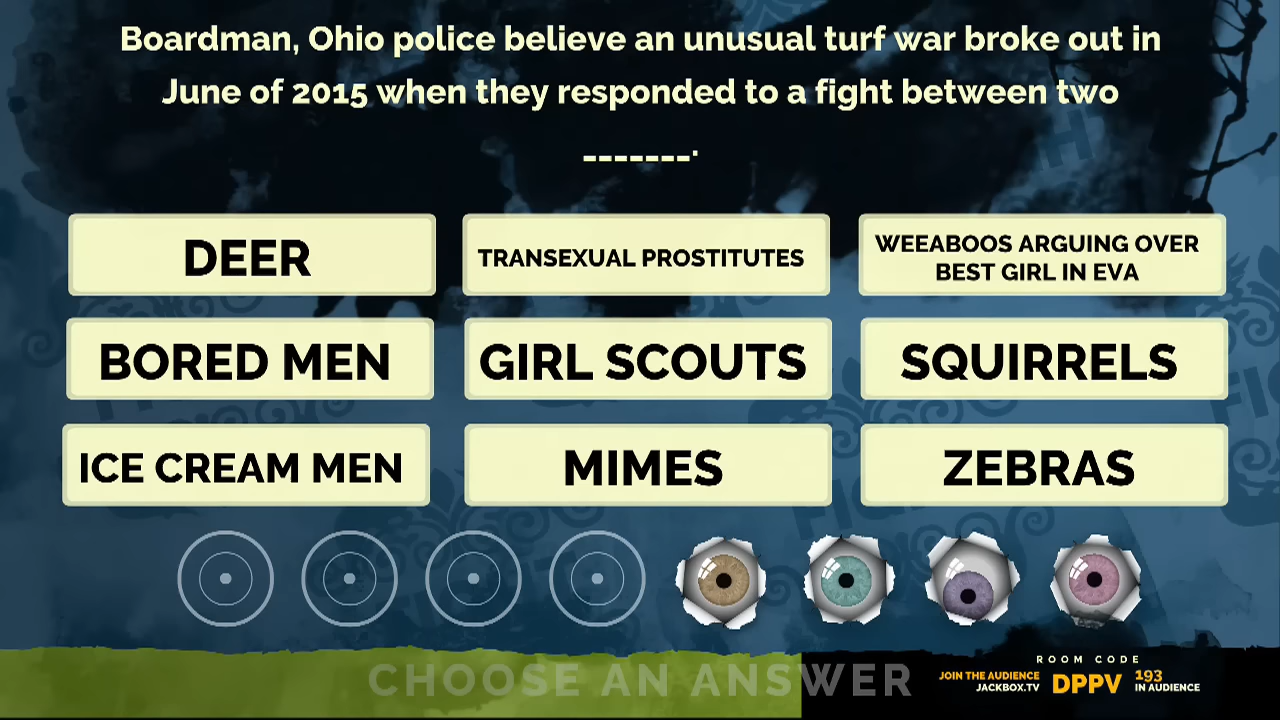 Boardman, Ohio police believe an unusual turf war broke out in
June of 2015 when they responded to a fight between two
_______.
DEER
TRANSEXUAL PROSTITUTES
WEEABOOS ARGUING OVER
BEST GIRL IN EVA
BORED MEN
GIRL SCOUTS
SQUIRRELS
ICE CREAM MEN
MIMES
ZEBRAS
CHOOSE AN ANSWER
ROOM CODE
JOIN THE AUDIENCE
JACKBOX.TV
DPPV
193
IN AUDIENCE